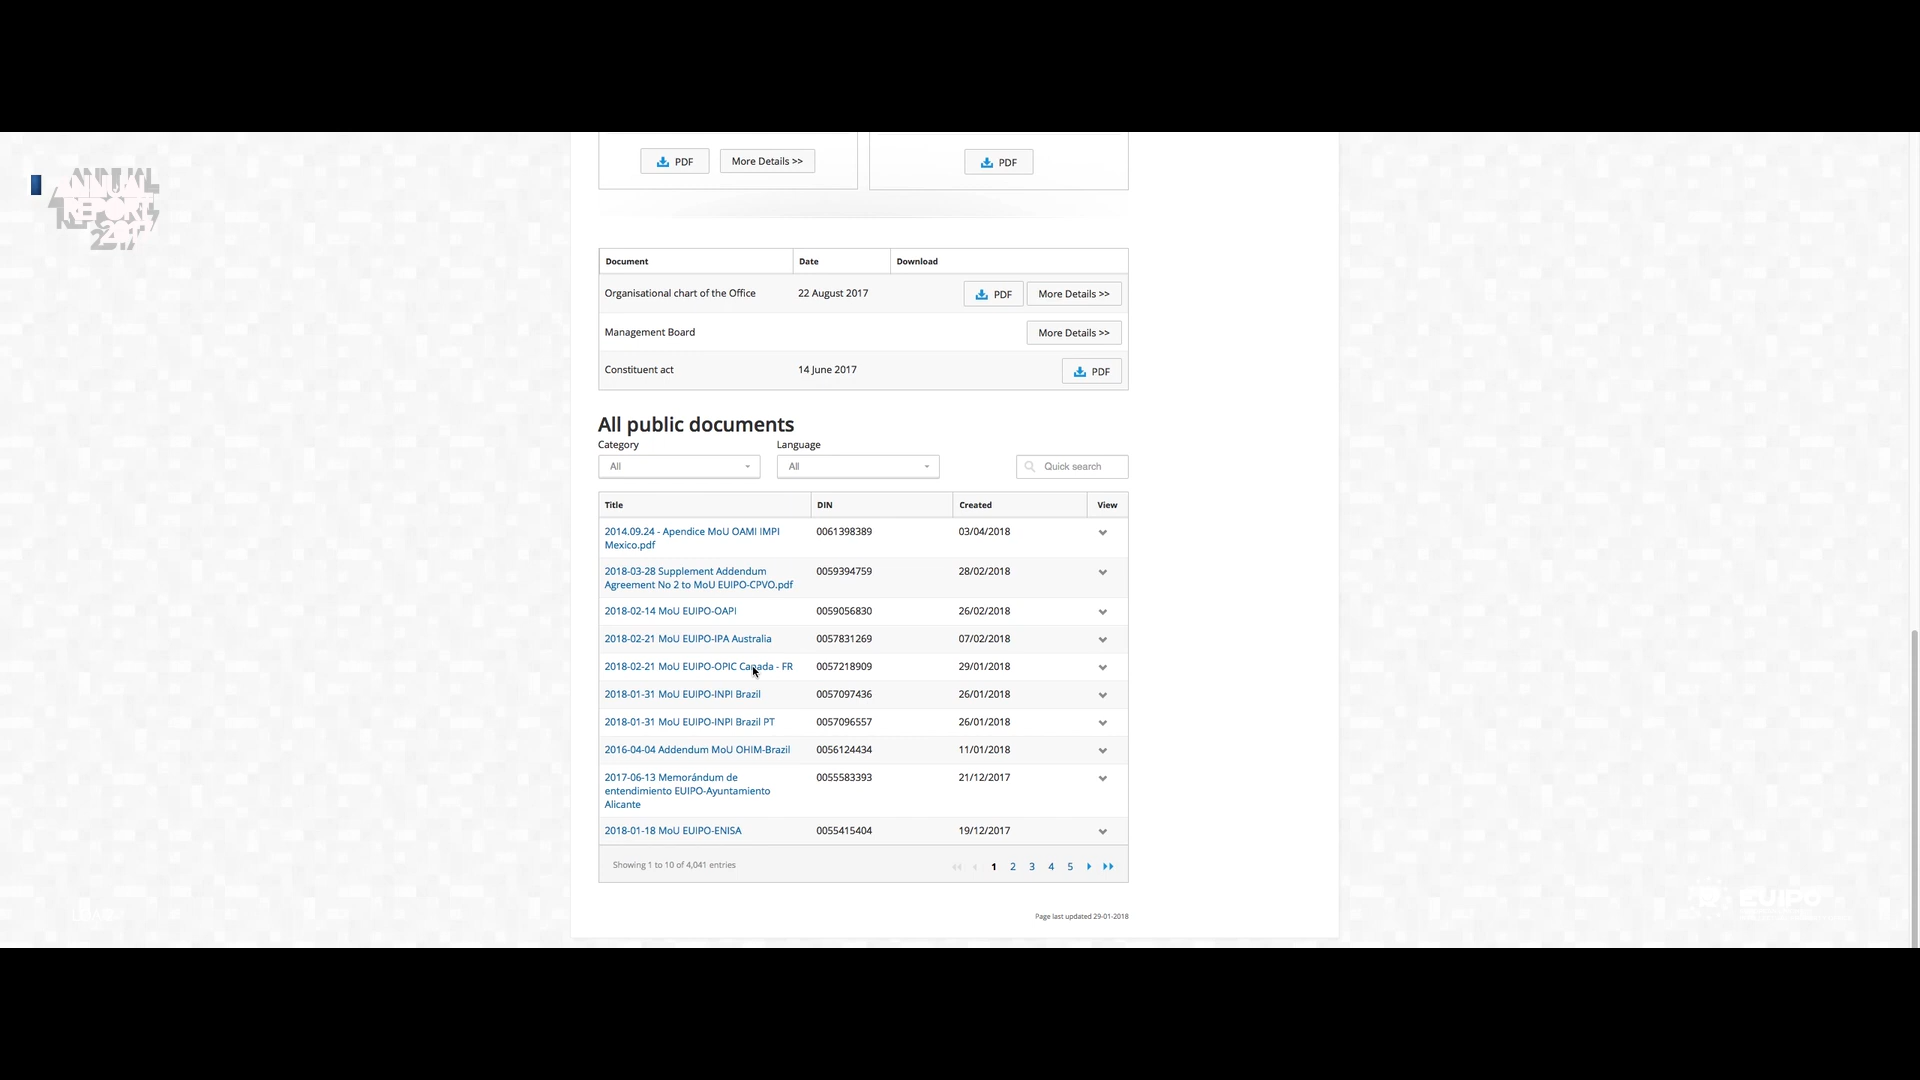 ANNUAL
REPORT
2017
PDF More Details >> PDF
Document Date Download
Organisational chart of the Office 22 August 2017 PDF More Details >>
Management Board More Details >>
Constituent act 14 June 2017 PDF
All public documents
Category Language
All All Quick search
Title DIN Created View
2014.09.24 - Apendice MoU OAMI IMPI 0061398389 03/04/2018
Mexico.pdf
2018-03-28 Supplement Addendum 0059394759 28/02/2018
Agreement No 2 to MoU EUIPO-CPVO.pdf
2018-02-14 MoU EUIPO-OAPI 0059056830 26/02/2018
2018-02-21 MoU EUIPO-IPA Australia 0057831269 07/02/2018
2018-02-21 MoU EUIPO-OPIC Canada - FR 0057218909 29/01/2018
2018-01-31 MoU EUIPO-INPI Brazil 0057097436 26/01/2018
2018-01-31 MoU EUIPO-INPI Brazil PT 0057096557 26/01/2018
2016-04-04 Addendum MoU OHIM-Brazil 0056124434 11/01/2018
2017-06-13 Memorándum de 0055583393 21/12/2017
entendimiento EUIPO-Ayuntamiento
Alicante
2018-01-18 MoU EUIPO-ENISA 0055415404 19/12/2017
Showing 1 to 10 of 4,041 entries 1 2 3 4 5
EUIPO
Page last updated 29-01-2018